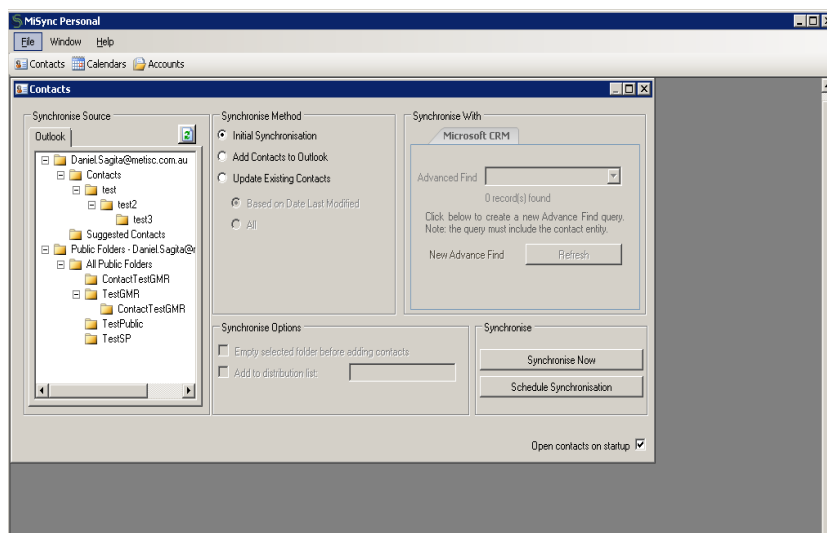 MiSync Personal
File Window Help
Contacts Calendars Accounts
Contacts
Synchronise Source
Outlook
Daniel.Sagita@metisc.com.au
Contacts
test
test2
test3
Suggested Contacts
Public Folders - Daniel.Sagita@
All Public Folders
ContactTestGMR
TestGMR
ContactTestGMR
TestPublic
TestSP
Synchronise Method
Initial Synchronisation
Add Contacts to Outlook
Update Existing Contacts
Based on Date Last Modified
All
Synchronise With
Microsoft CRM
Advanced Find
0 record(s) found
Click below to create a new Advance Find query.
Note: the query must include the contact entity.
New Advance Find Refresh
Synchronise Options
Empty selected folder before adding contacts
Add to distribution list:
Synchronise
Synchronise Now
Schedule Synchronisation
Open contacts on startup